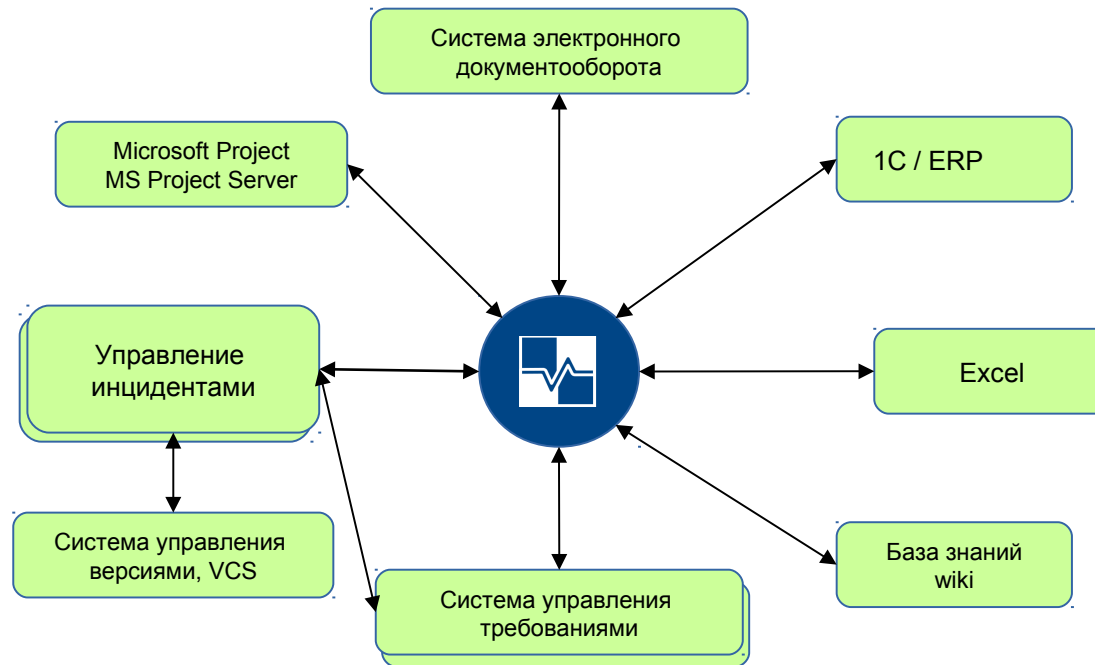 Система электронного
документооборота
Microsoft Project
MS Project Server
1С / ERP
Управление
инцидентами
Excel
Система управления
версиями, VCS
Система управления
требованиями
База знаний
wiki